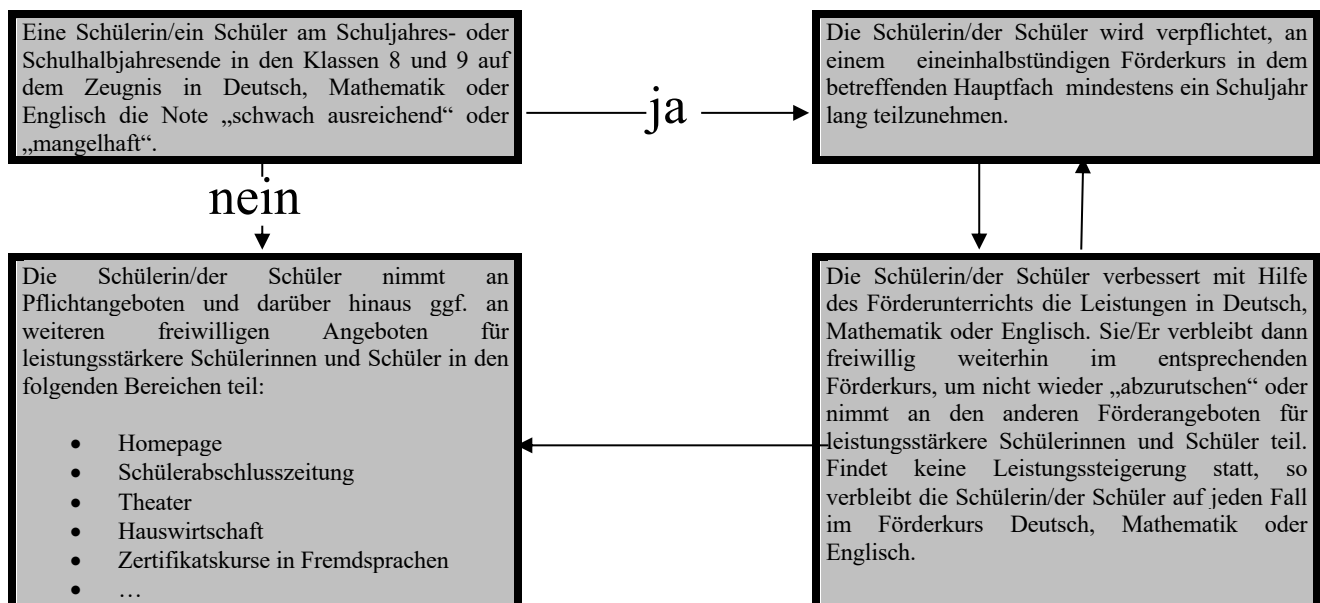 Eine Schülerin/ein Schüler am Schuljahres- oder
Schulhalbjahresende in den Klassen 8 und 9 auf
dem Zeugnis in Deutsch, Mathematik oder
Englisch die Note „schwach ausreichend“ oder
„mangelhaft“.
ja
Die Schülerin/der Schüler wird verpflichtet, an
einem eineinhalbstündigen Förderkurs in dem
betreffenden Hauptfach mindestens ein Schuljahr
lang teilzunehmen.
nein
Die Schülerin/der Schüler nimmt an
Pflichtangeboten und darüber hinaus ggf. an
weiteren freiwilligen Angeboten für
leistungsstärkere Schülerinnen und Schüler in den
folgenden Bereichen teil:
• Homepage
• Schülerabschlusszeitung
• Theater
• Hauswirtschaft
• Zertifikatskurse in Fremdsprachen
• …
Die Schülerin/der Schüler verbessert mit Hilfe
des Förderunterrichts die Leistungen in Deutsch,
Mathematik oder Englisch. Sie/Er verbleibt dann
freiwillig weiterhin im entsprechenden
Förderkurs, um nicht wieder „abzurutschen“ oder
nimmt an den anderen Förderangeboten für
leistungsstärkere Schülerinnen und Schüler teil.
Findet keine Leistungssteigerung statt, so
verbleibt die Schülerin/der Schüler auf jeden Fall
im Förderkurs Deutsch, Mathematik oder
Englisch.